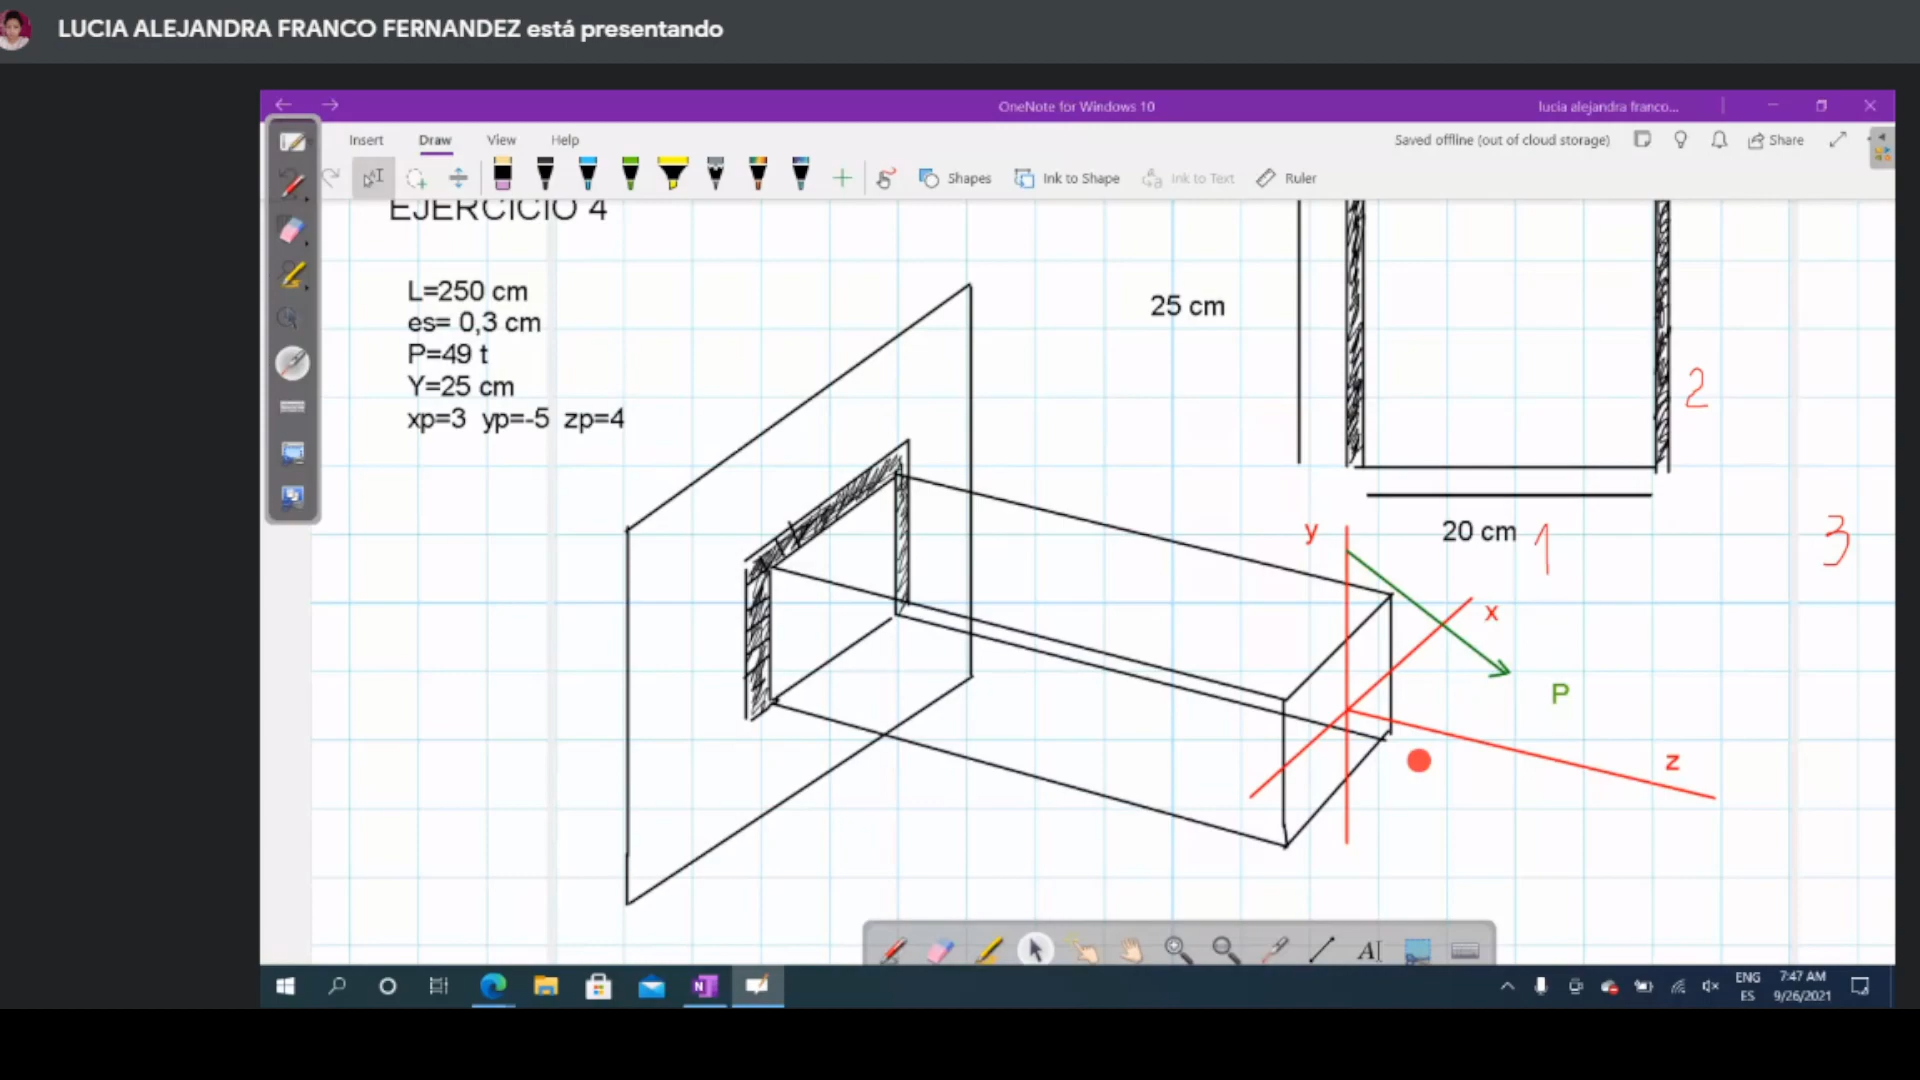 LUCIA ALEJANDRA FRANCO FERNANDEZ está presentando
OneNote for Windows 10
lucia alejandra franco...
Insert
Draw
View
Help
Saved offline (out of cloud storage)
Share
Shapes
Ink to Shape
Ink to Text
Ruler
EJERCICIO 4
L=250 cm
es= 0,3 cm
P=49 t
Y=25 cm
xp=3 yp=-5 zp=4
25 cm
2
20 cm 1
3
y
x
P
z
A
N
ENG
ES
7:47 AM
9/26/2021